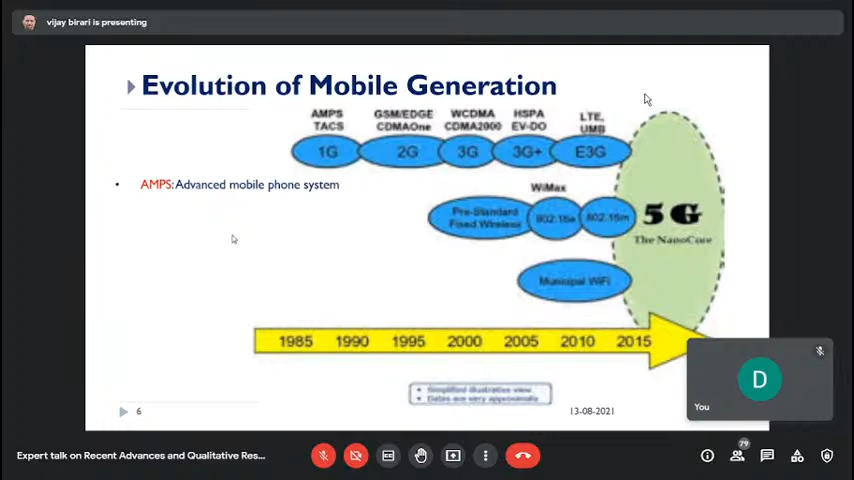 vijay birari is presenting
Evolution of Mobile Generation
AMPS TACS
GSM/EDGE CDMAOne
WCDMA CDMA2000
HSPA EV-DO
LTE, UMB
1G
2G
3G
3G+
E3G
AMPS: Advanced mobile phone system
WiMax
Pre-Standard Fixed Wireless
802.16e
802.16m
5G
The NanoCore
Municipal WiFi
1985 1990 1995 2000 2005 2010 2015
Simplified illustrative view
Dates are very approximate
6
13-08-2021
D
You
79
Expert talk on Recent Advances and Qualitative Res...